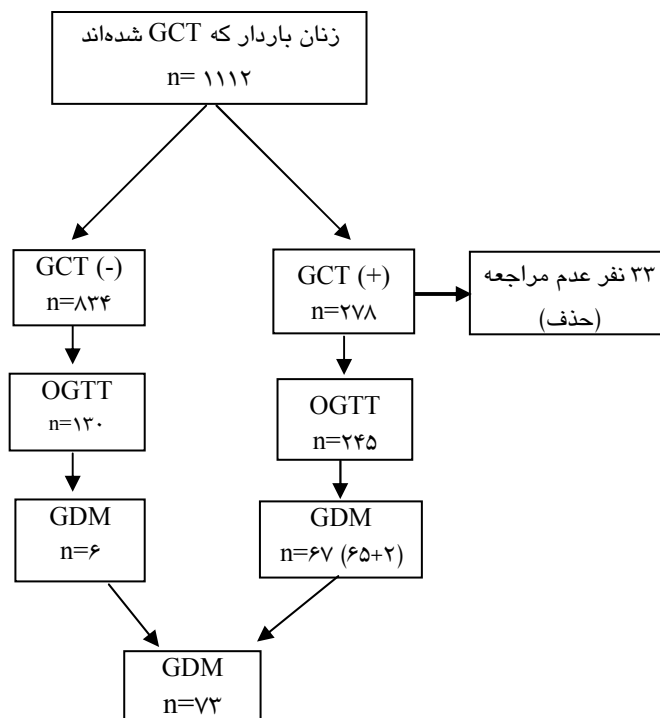 زنان باردار که GCT شده‌اند
n= ۱۱۱۲
GCT (-)
n=۸۳۴
GCT (+)
n=۲۷۸
۳۳ نفر عدم مراجعه
(حذف)
OGTT
n=۱۳۰
OGTT
n=۲۴۵
GDM
n=۶
GDM
n=۶۷ (۶۵+۲)
GDM
n=۷۳